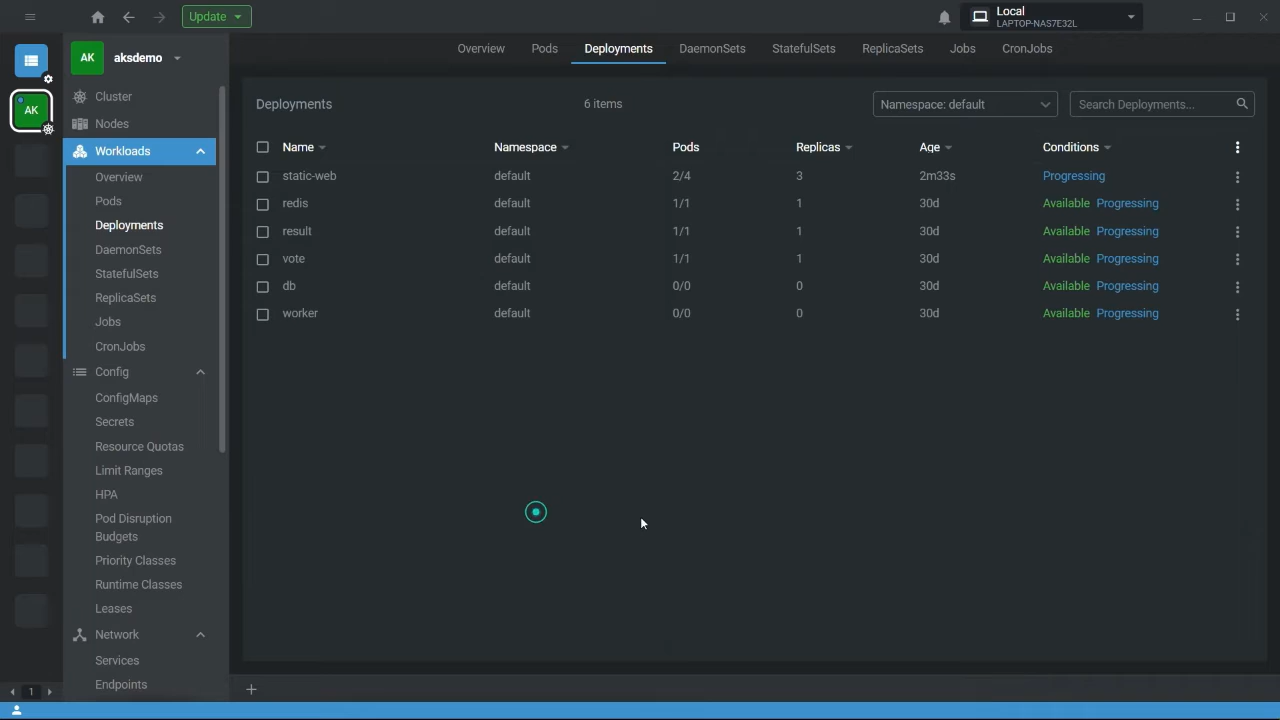 Update
Local
LAPTOP-NAS7E32L
AK
aksdemo
AK
Cluster
Nodes
Workloads
Overview
Pods
Deployments
DaemonSets
StatefulSets
ReplicaSets
Jobs
CronJobs
Config
ConfigMaps
Secrets
Resource Quotas
Limit Ranges
HPA
Pod Disruption
Budgets
Priority Classes
Runtime Classes
Leases
Network
Services
Endpoints
1
Overview Pods Deployments DaemonSets StatefulSets ReplicaSets Jobs CronJobs
Deployments 6 items Namespace: default Search Deployments...
Name Namespace Pods Replicas Age Conditions
static-web default 2/4 3 2m33s Progressing
redis default 1/1 1 30d Available Progressing
result default 1/1 1 30d Available Progressing
vote default 1/1 1 30d Available Progressing
db default 0/0 0 30d Available Progressing
worker default 0/0 0 30d Available Progressing